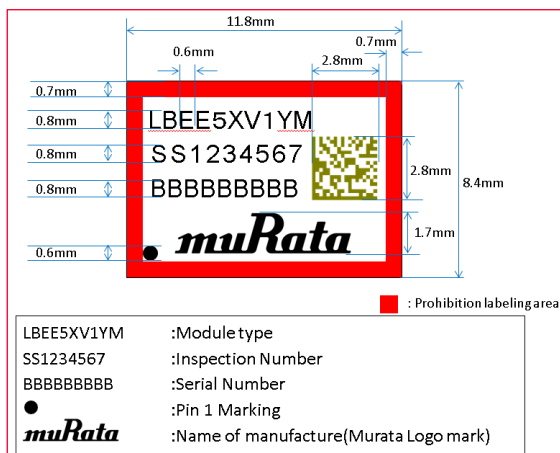 11.8mm
0.7mm
0.6mm
2.8mm
0.7mm
0.8mm
LBEE5XV1YM
0.8mm
SS1234567
2.8mm
8.4mm
0.8mm
BBBBBBBBB
muRata
1.7mm
0.6mm
: Prohibition labeling area
LBEE5XV1YM :Module type
SS1234567 :Inspection Number
BBBBBBBBB :Serial Number
:Pin 1 Marking
muRata :Name of manufacture(Murata Logo mark)